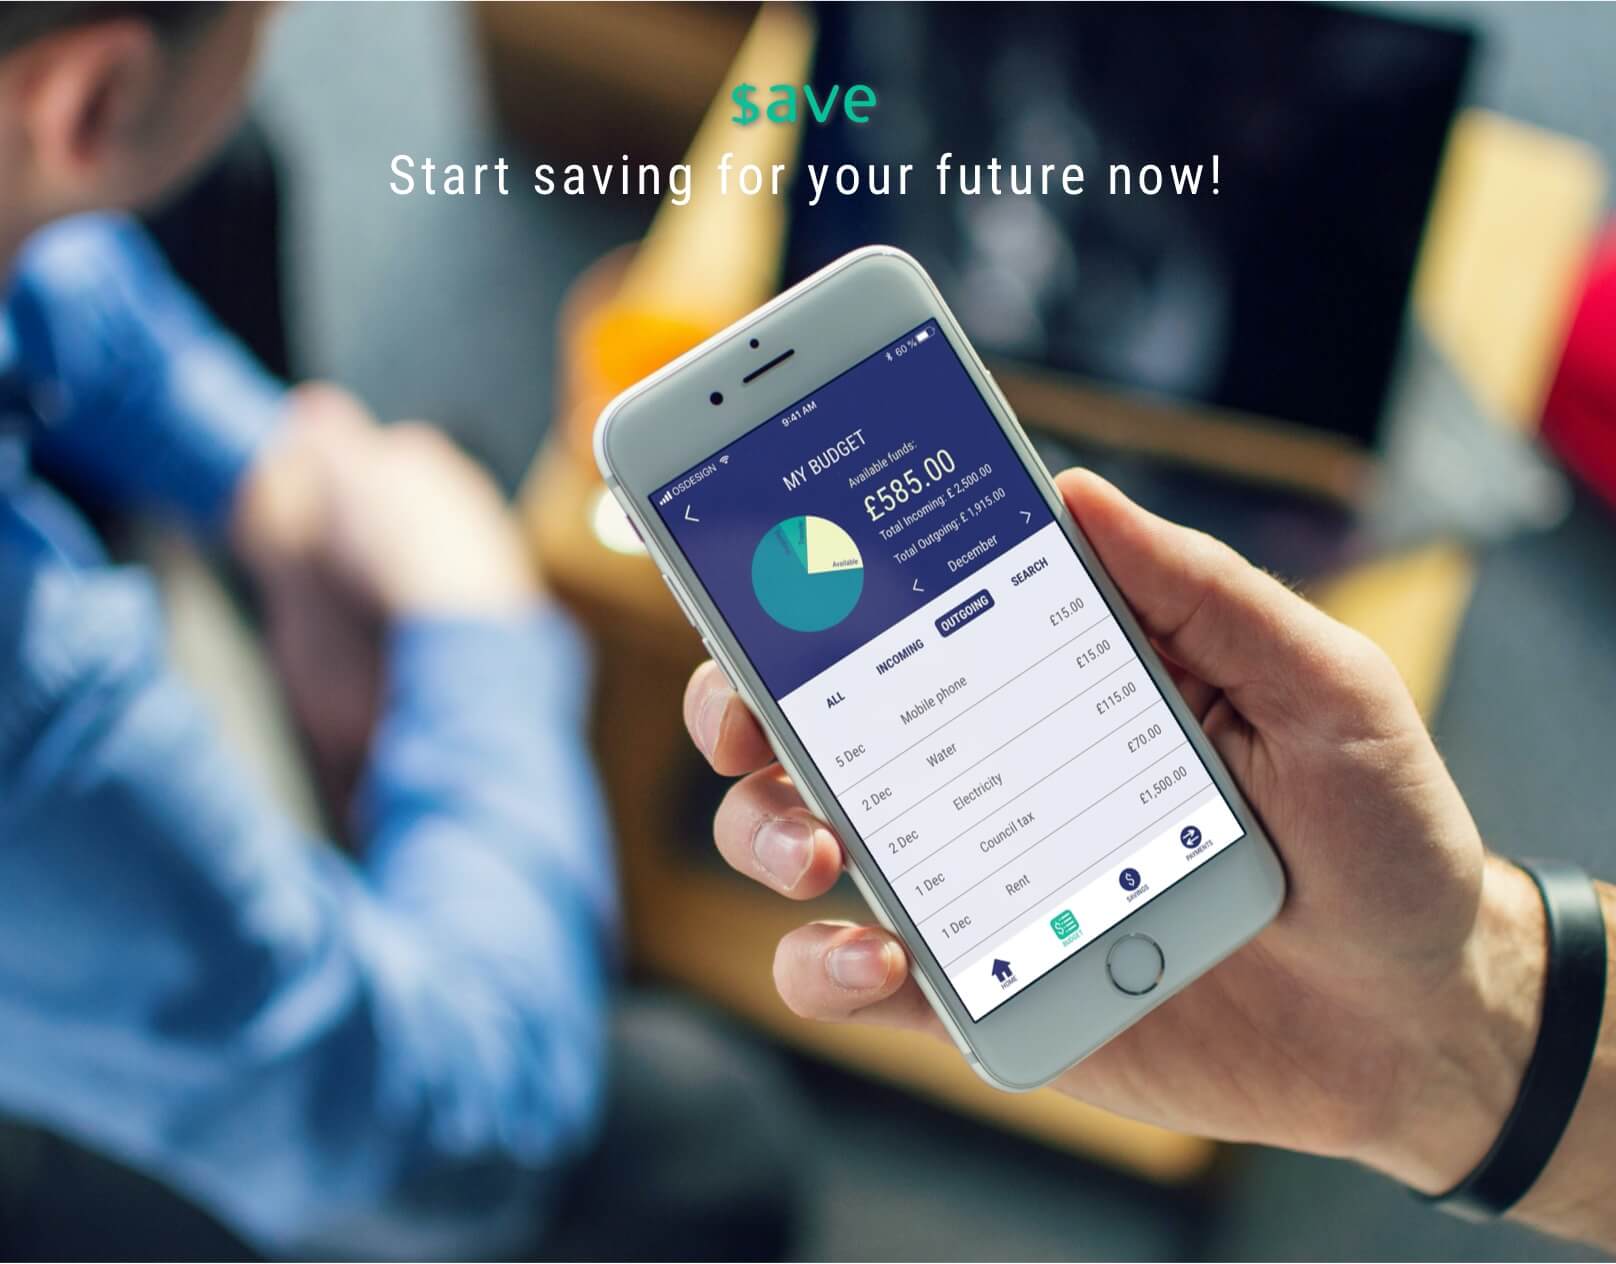 $ave
Start saving for your future now!
OSDESIGN
9:41 AM
60 %
MY BUDGET
Available funds:
£585.00
Total Incoming: £ 2,500.00
Total Outgoing: £ 1,915.00
Available
< December >
ALL INCOMING OUTGOING SEARCH
5 Dec Mobile phone £15.00
2 Dec Water £15.00
2 Dec Electricity £115.00
1 Dec Council tax £70.00
1 Dec Rent £1,500.00
HOME BUDGET SAVINGS PAYMENTS